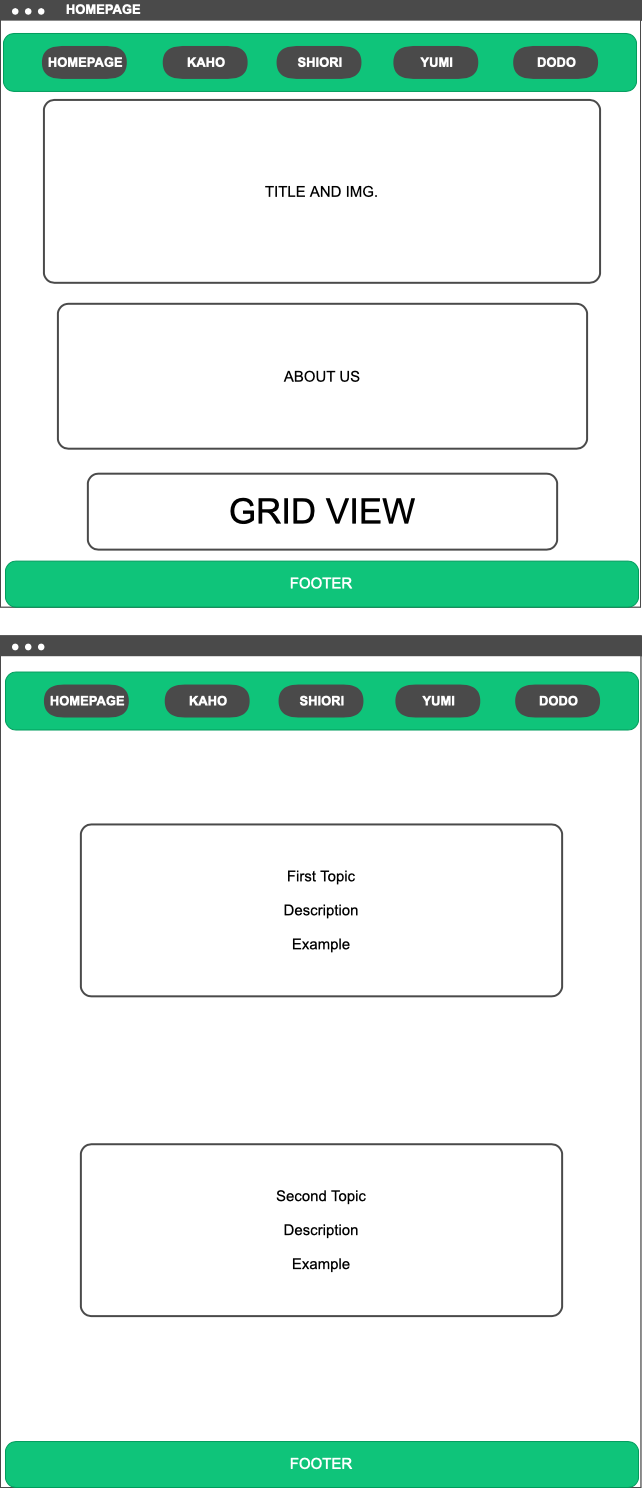 HOMEPAGE
HOMEPAGE KAHO SHIORI YUMI DODO
TITLE AND IMG.
ABOUT US
GRID VIEW
FOOTER
HOMEPAGE KAHO SHIORI YUMI DODO
First Topic
Description
Example
Second Topic
Description
Example
FOOTER